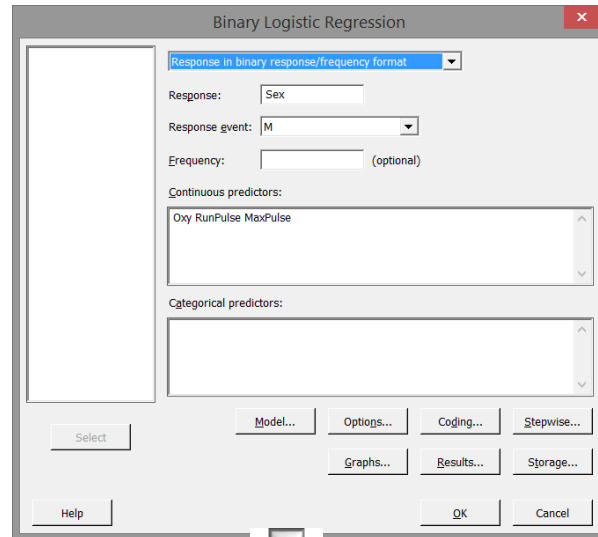 Binary Logistic Regression
x
Response in binary response/frequency format
Response: Sex
Response event: M
Frequency: (optional)
Continuous predictors:
Oxy RunPulse MaxPulse
Categorical predictors:
Model... Options... Coding... Stepwise...
Select
Graphs... Results... Storage...
Help OK Cancel